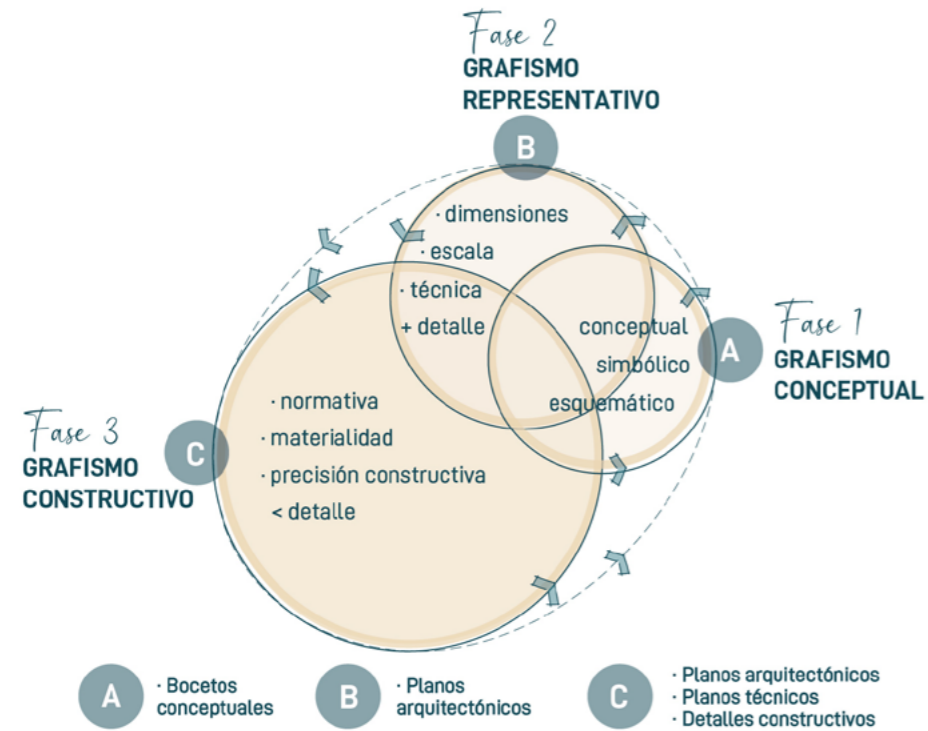 Fase 2
GRAFISMO
REPRESENTATIVO
B
· dimensiones
· escala
· técnica
+ detalle
conceptual
simbólico
esquemático
A
Fase 1
GRAFISMO
CONCEPTUAL
Fase 3
GRAFISMO
CONSTRUCTIVO
C
· normativa
· materialidad
· precisión constructiva
< detalle
A
· Bocetos
conceptuales
B
· Planos
arquitectónicos
C
· Planos arquitectónicos
· Planos técnicos
· Detalles constructivos